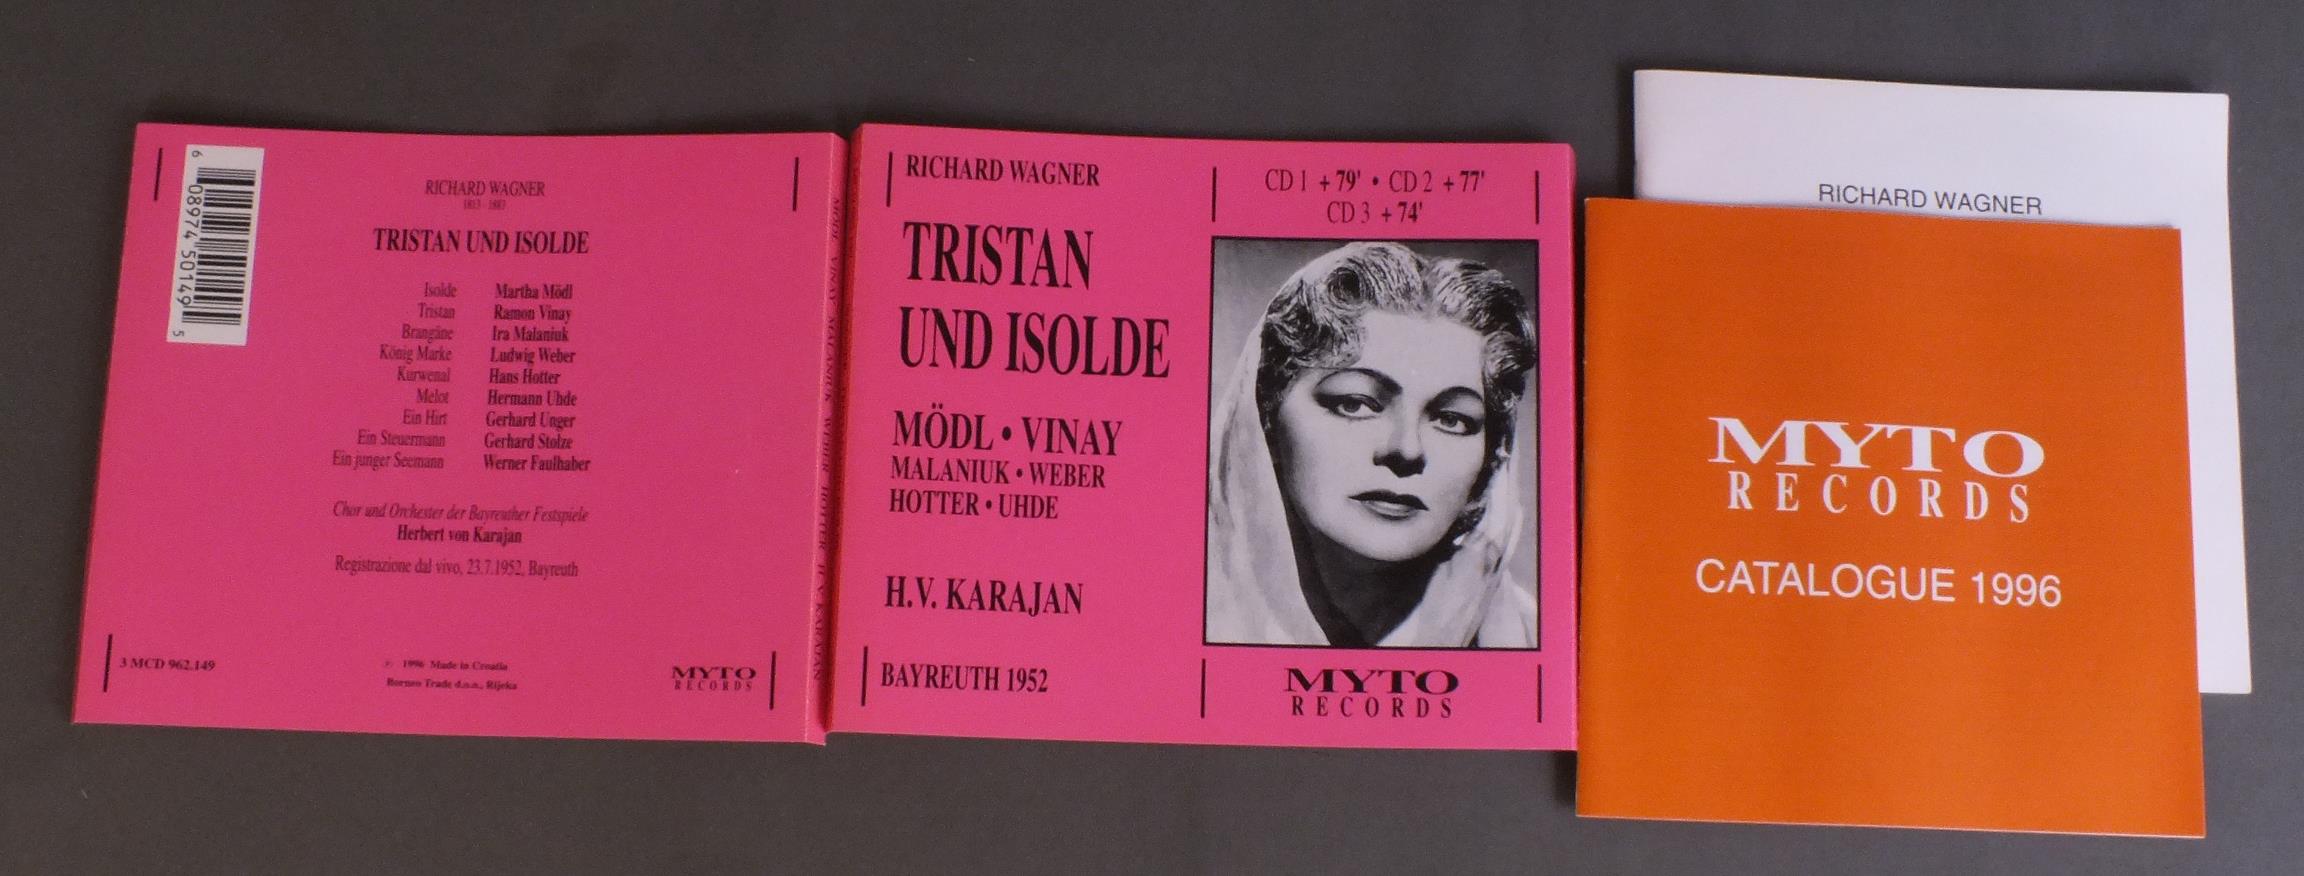 6 08974 50149 5
RICHARD WAGNER
1813 - 1883
TRISTAN UND ISOLDE
Isolde Martha Mödl
Tristan Ramon Vinay
Brangäne Ira Malaniuk
König Marke Ludwig Weber
Kurwenal Hans Hotter
Melot Hermann Uhde
Ein Hirt Gerhard Unger
Ein Steuermann Gerhard Stolze
Ein junger Seemann Werner Faulhaber
Chor und Orchester der Bayreuther Festspiele
Herbert von Karajan
Registrazione dal vivo, 23.7.1952, Bayreuth
3 MCD 962.149
℗ 1996 Made in Croatia
Borneo Trade d.o.o., Rijeka
MYTO
RECORDS
MÖDL VINAY MALANIUK WEBER HOTTER H.V. KARAJAN
RICHARD WAGNER
TRISTAN
UND ISOLDE
MÖDL • VINAY
MALANIUK • WEBER
HOTTER • UHDE
H.V. KARAJAN
BAYREUTH 1952
CD 1 + 79' • CD 2 + 77'
CD 3 + 74'
MYTO
RECORDS
RICHARD WAGNER
MYTO
RECORDS
CATALOGUE 1996